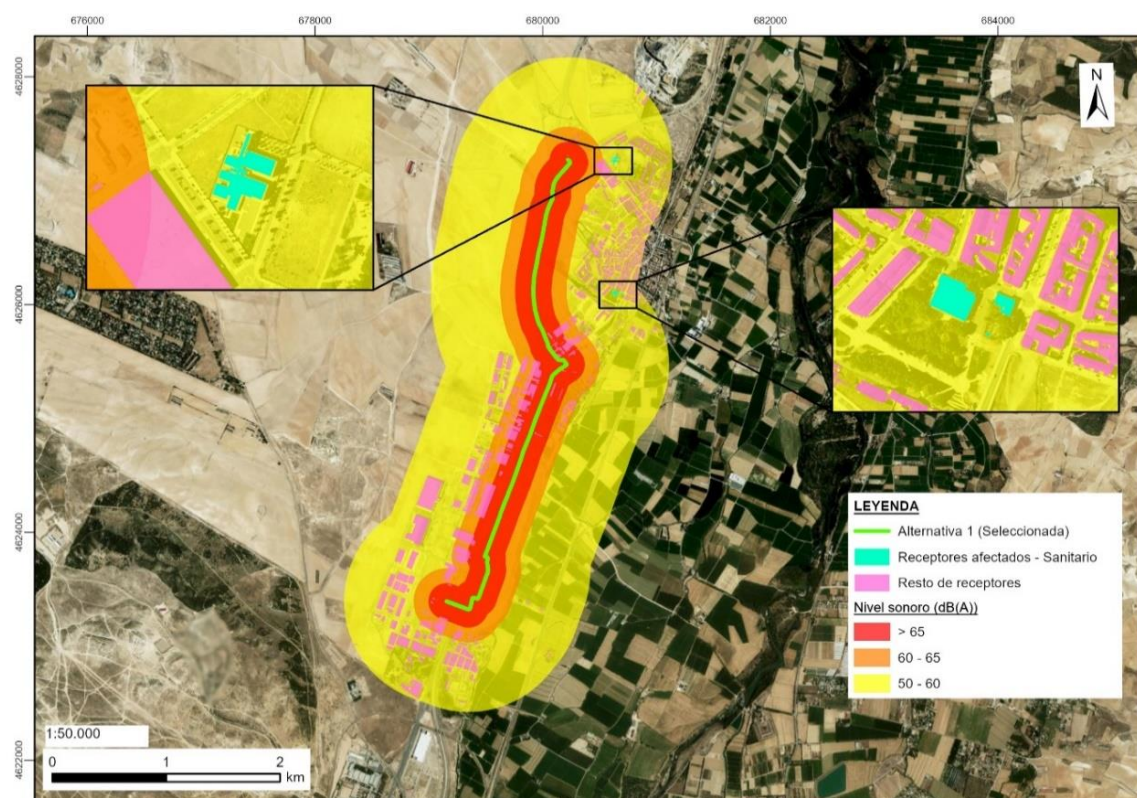 676000
678000
680000
682000
684000
4628000
4626000
4624000
4622000
N
LEYENDA
Alternativa 1 (Seleccionada)
Receptores afectados - Sanitario
Resto de receptores
Nivel sonoro (dB(A))
> 65
60 - 65
50 - 60
1:50.000
0
1
2
km